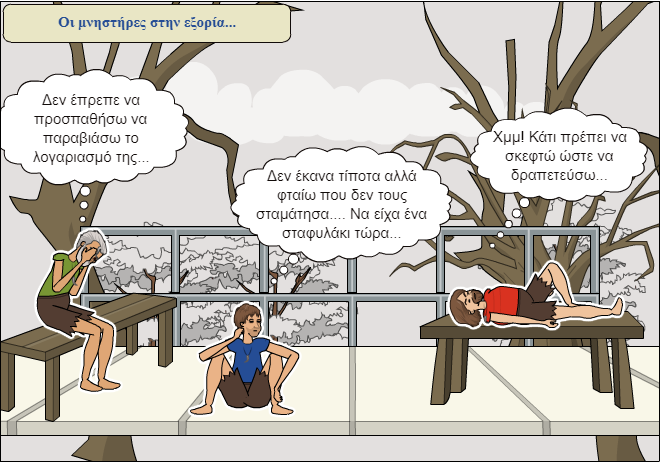 Οι μνηστήρες στην εξορία...
Δεν έπρεπε να
προσπαθήσω να
παραβιάσω το
λογαριασμό της...
Δεν έκανα τίποτα αλλά
φταίω που δεν τους
σταμάτησα.... Να είχα ένα
σταφυλάκι τώρα...
Χμμ! Κάτι πρέπει να
σκεφτώ ώστε να
δραπετεύσω...